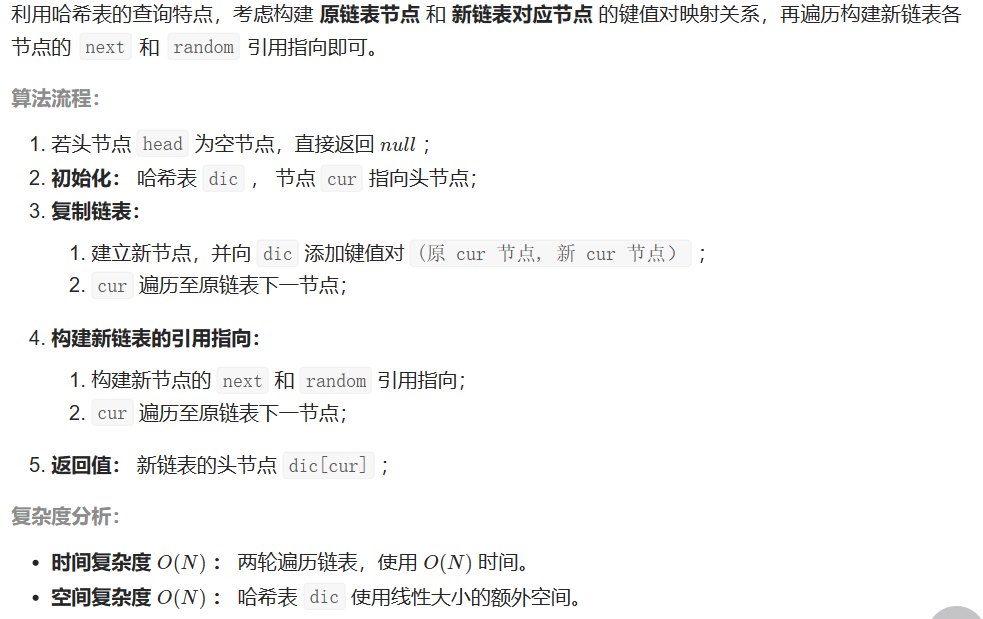 利用哈希表的查询特点，考虑构建 原链表节点 和 新链表对应节点 的键值对映射关系，再遍历构建新链表各
节点的 next 和 random 引用指向即可。
算法流程：
1. 若头节点 head 为空节点，直接返回 null ；
2. 初始化： 哈希表 dic ， 节点 cur 指向头节点；
3. 复制链表：
1. 建立新节点，并向 dic 添加键值对 （原 cur 节点, 新 cur 节点） ；
2. cur 遍历至原链表下一节点；
4. 构建新链表的引用指向：
1. 构建新节点的 next 和 random 引用指向；
2. cur 遍历至原链表下一节点；
5. 返回值： 新链表的头节点 dic[cur] ；
复杂度分析：
• 时间复杂度 O(N) ： 两轮遍历链表，使用 O(N) 时间。
• 空间复杂度 O(N) ： 哈希表 dic 使用线性大小的额外空间。